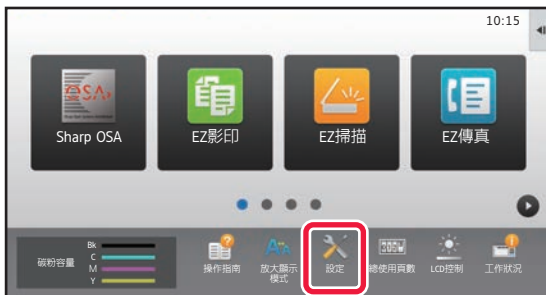 10:15
OSA
Sharp OSA
EZ影印
EZ掃描
EZ傳真
碳粉容量
Bk
C
M
Y
操作指南
放大顯示
模式
設定
總使用頁數
LCD控制
工作狀況